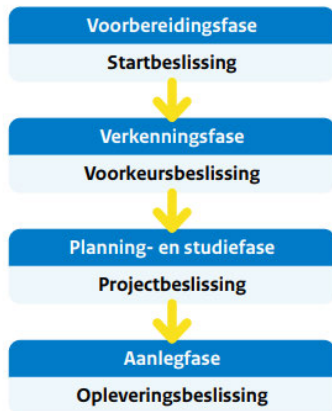 Voorbereidingsfase
Startbeslissing
Verkenningsfase
Voorkeursbeslissing
Planning- en studiefase
Projectbeslissing
Aanlegfase
Opleveringsbeslissing